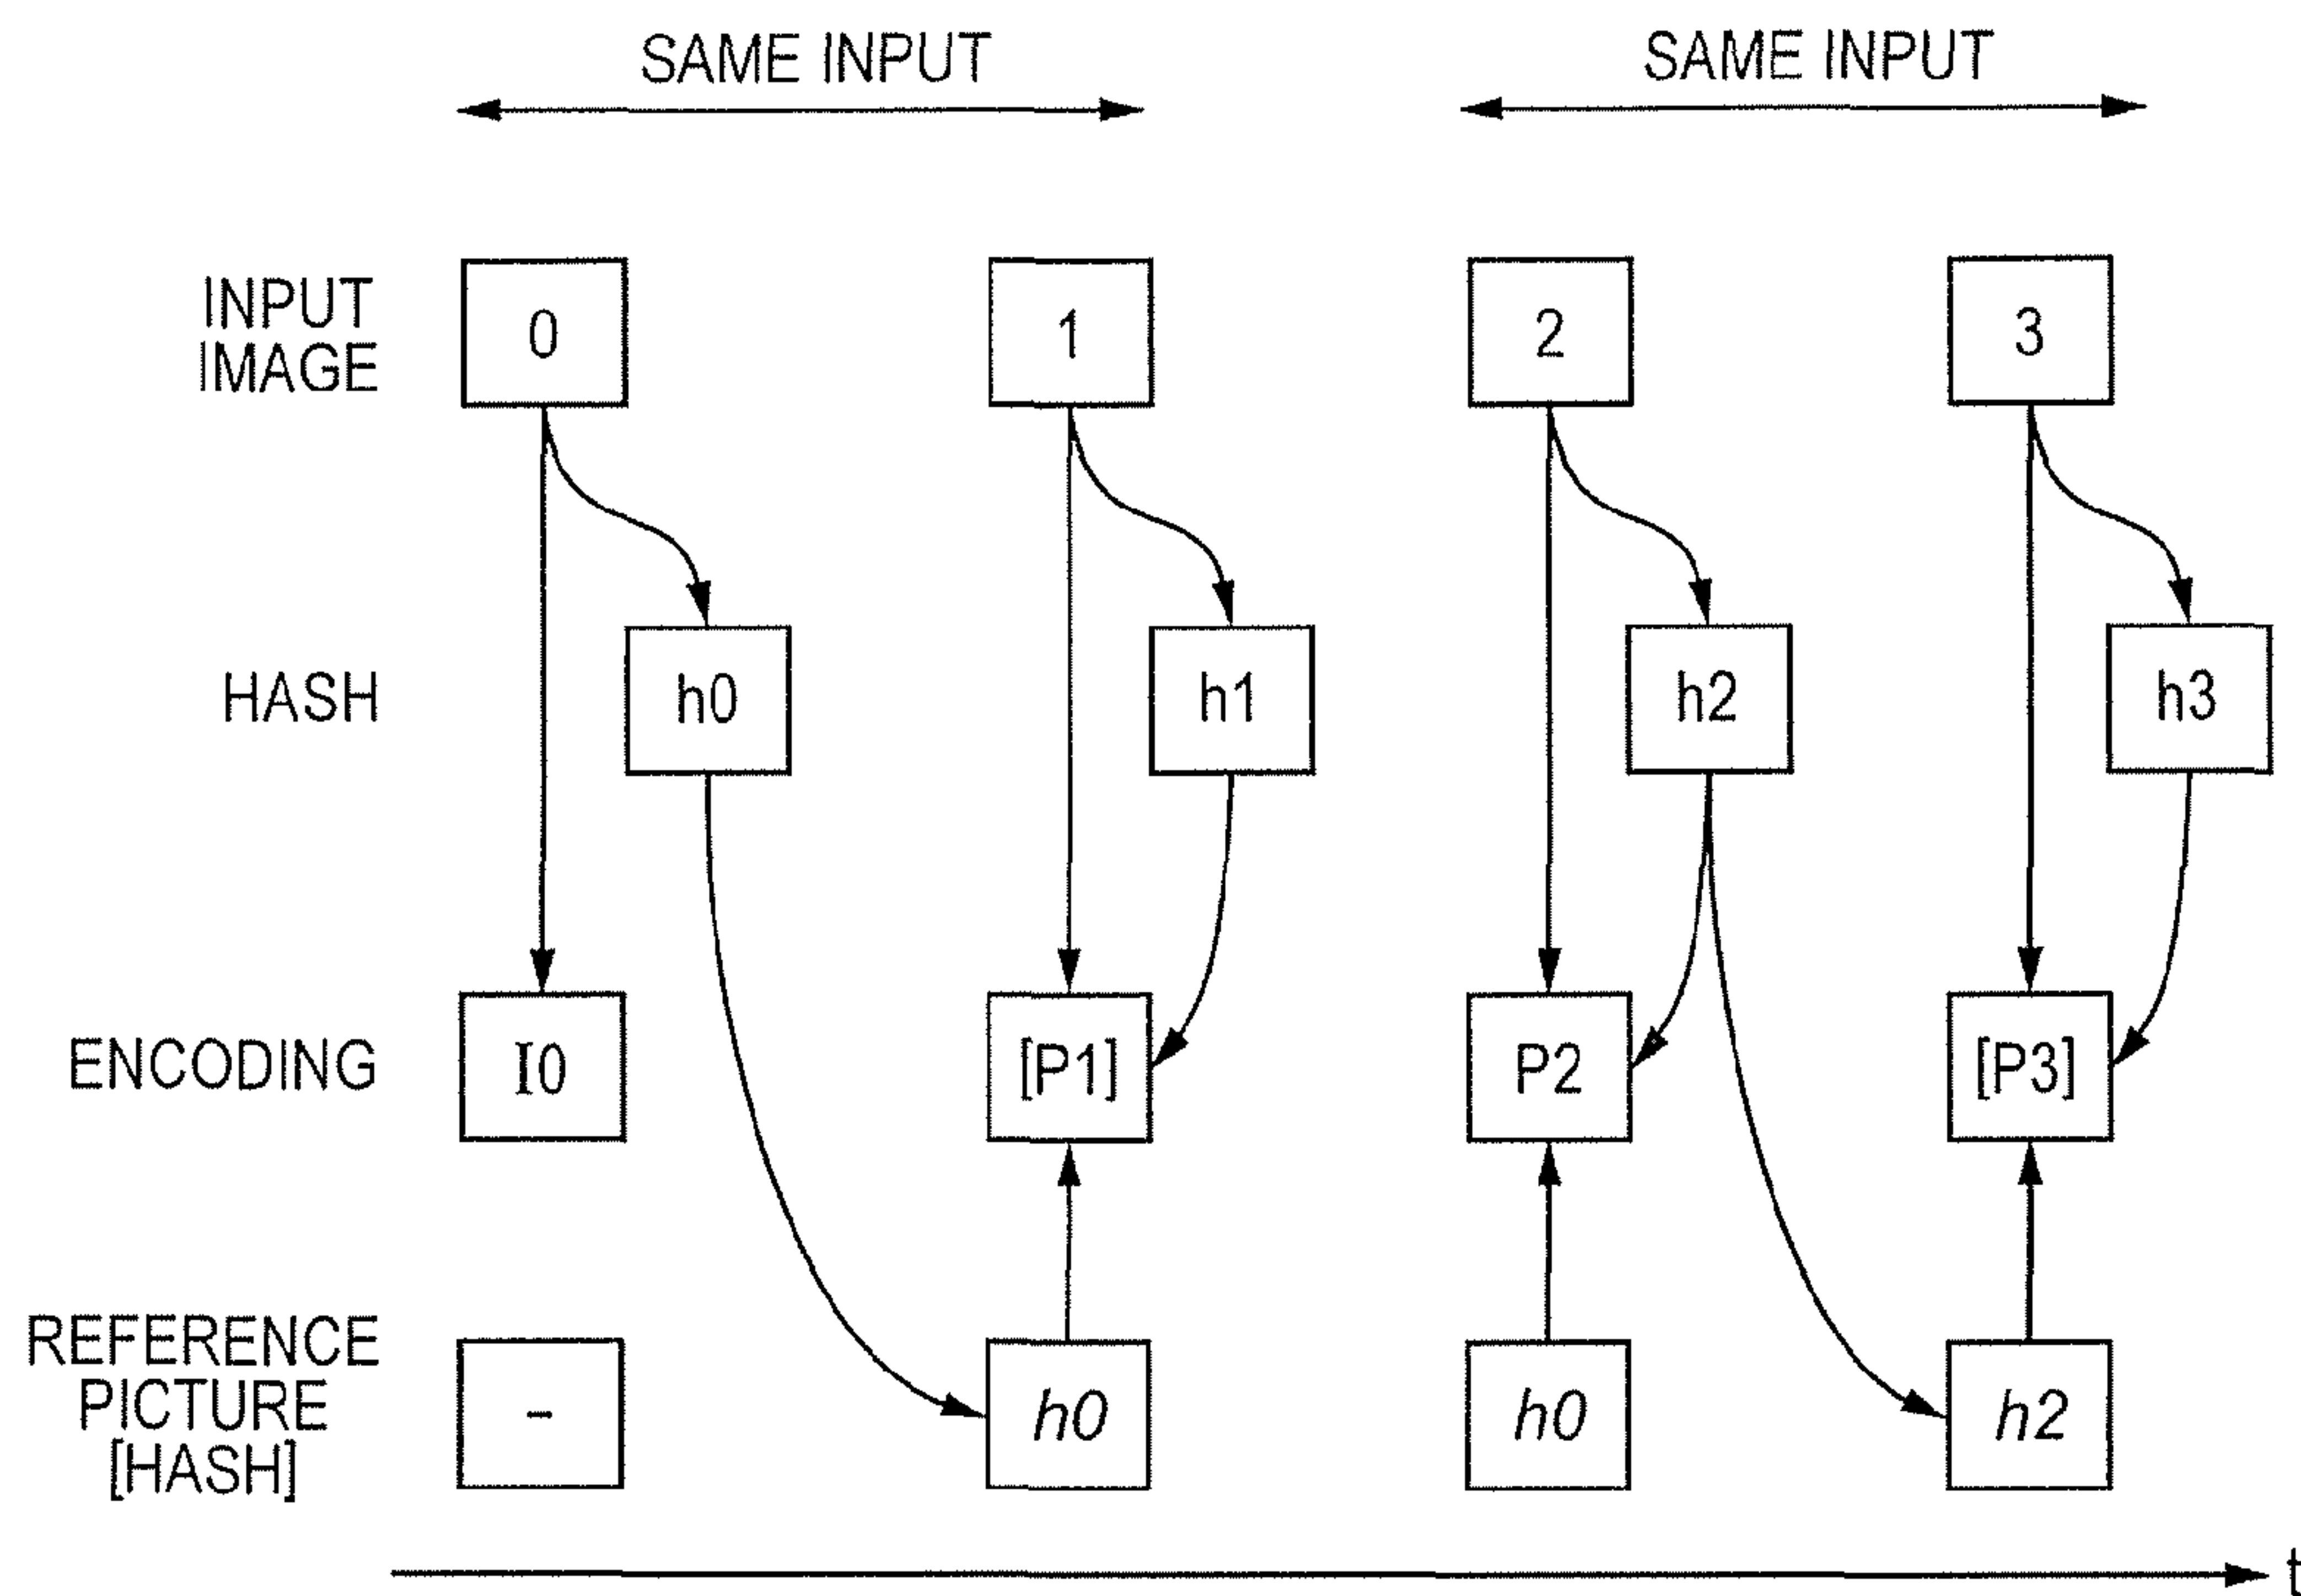 SAME INPUT SAME INPUT
INPUT
IMAGE
0 1 2 3
HASH h0 h1 h2 h3
ENCODING I0 [P1] P2 [P3]
REFERENCE
PICTURE
[HASH]
- h0 h0 h2
t